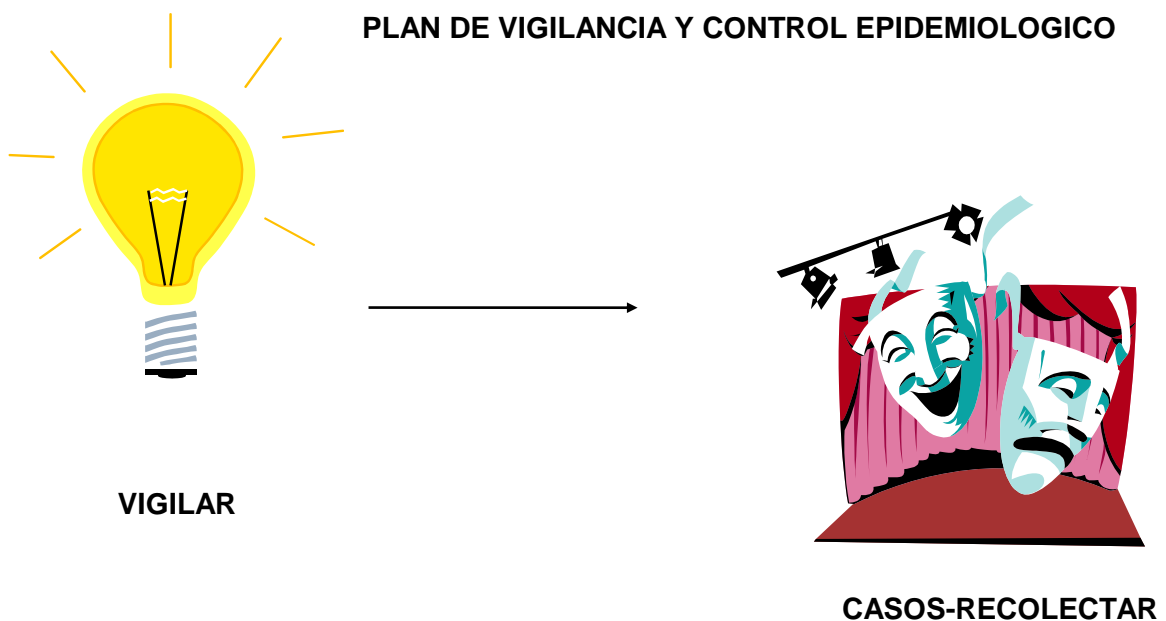 PLAN DE VIGILANCIA Y CONTROL EPIDEMIOLOGICO
VIGILAR
CASOS-RECOLECTAR